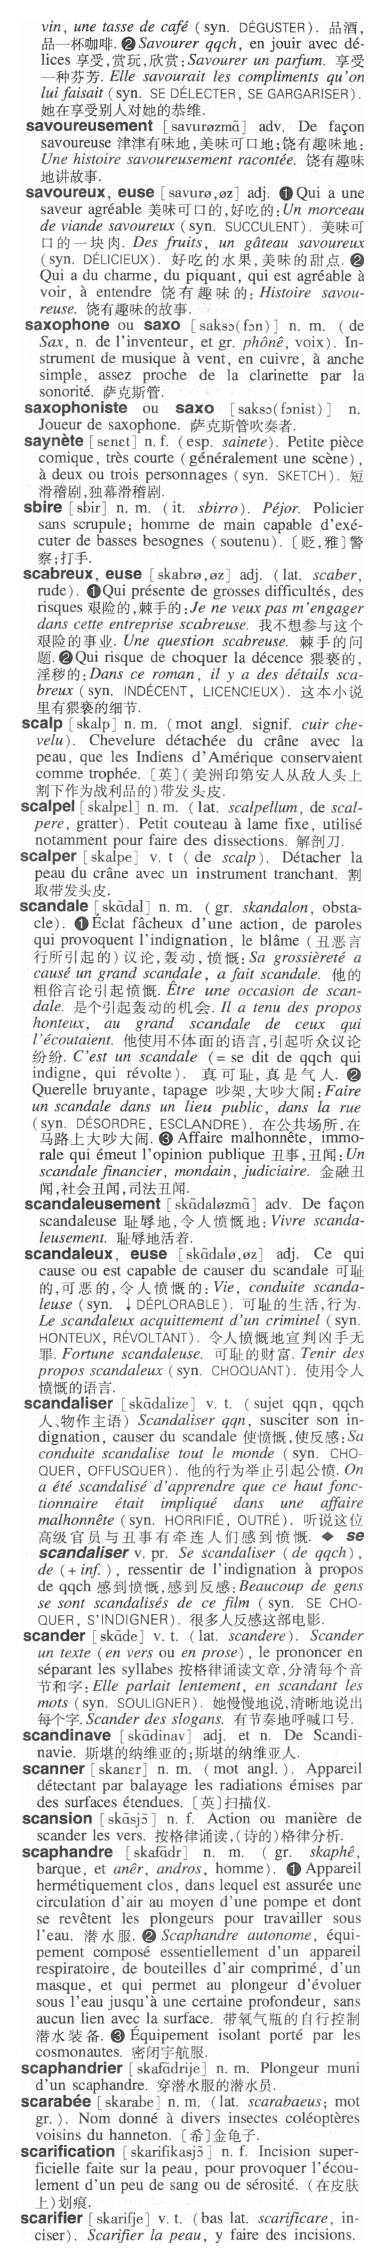 vin, une tasse de café (syn. DÉGUSTER). 品酒,
品一杯咖啡. ❷ Savourer qqch, en jouir avec dé-
lices 享受,赏玩,欣赏: Savourer un parfum. 享受
一种芬芳. Elle savourait les compliments qu'on
lui faisait (syn. SE DÉLECTER, SE GARGARISER).
她在享受别人对她的恭维.
savoureusement [savurøzmɑ̃] adv. De façon
savoureuse 津津有味地,美味可口地;饶有趣味地:
Une histoire savoureusement racontée. 饶有趣味
地讲故事.
savoureux, euse [savurø,øz] adj. ❶ Qui a une
saveur agréable 美味可口的,好吃的: Un morceau
de viande savoureux (syn. SUCCULENT). 美味可
口的一块肉. Des fruits, un gâteau savoureux
(syn. DÉLICIEUX). 好吃的水果,美味的甜点. ❷
Qui a du charme, du piquant, qui est agréable à
voir, à entendre 饶有趣味的: Histoire savou-
reuse. 饶有趣味的故事.
saxophone ou saxo [saksɔ(fɔn)] n. m. (de
Sax, n. de l'inventeur, et gr. phônê, voix). In-
strument de musique à vent, en cuivre, à anche
simple, assez proche de la clarinette par la
sonorité. 萨克斯管.
saxophoniste ou saxo [saksɔ(fɔnist)] n.
Joueur de saxophone. 萨克斯管吹奏者.
saynète [sɛnɛt] n. f. (esp. sainete). Petite pièce
comique, très courte (généralement une scène),
à deux ou trois personnages (syn. SKETCH). 短
滑稽剧,独幕滑稽剧.
sbire [sbir] n. m. (it. sbirro). Péjor. Policier
sans scrupule; homme de main capable d'exé-
cuter de basses besognes (soutenu). [贬,雅]警
察;打手.
scabreux, euse [skabrø,øz] adj. (lat. scaber,
rude). ❶Qui présente de grosses difficultés, des
risques 艰险的,棘手的: Je ne veux pas m'engager
dans cette entreprise scabreuse. 我不想参与这个
艰险的事业. Une question scabreuse. 棘手的问
题. ❷Qui risque de choquer la décence 猥亵的,
淫秽的: Dans ce roman, il y a des détails sca-
breux (syn. INDÉCENT, LICENCIEUX). 这本小说
里有猥亵的细节.
scalp [skalp] n. m. (mot angl. signif. cuir che-
velu). Chevelure détachée du crâne avec la
peau, que les Indiens d'Amérique conservaient
comme trophée. [英](美洲印第安人从敌人头上
割下作为战利品的)带发头皮.
scalpel [skalpɛl] n. m. (lat. scalpellum, de scal-
pere, gratter). Petit couteau à lame fixe, utilisé
notamment pour faire des dissections. 解剖刀.
scalper [skalpe] v. t (de scalp). Détacher la
peau du crâne avec un instrument tranchant. 割
取带发头皮.
scandale [skɑ̃dal] n. m. (gr. skandalon, obsta-
cle). ❶ Éclat fâcheux d'une action, de paroles
qui provoquent l'indignation, le blâme (丑恶言
行所引起的)议论,轰动,愤慨: Sa grossièreté a
causé un grand scandale, a fait scandale. 他的
粗俗言论引起愤慨. Être une occasion de scan-
dale. 是个引起轰动的机会. Il a tenu des propos
honteux, au grand scandale de ceux qui
l'écoutaient. 他使用不体面的语言,引起听众议论
纷纷. C'est un scandale (= se dit de qqch qui
indigne, qui révolte). 真可耻,真是气人. ❷
Querelle bruyante, tapage 吵架,大吵大闹: Faire
un scandale dans un lieu public, dans la rue
(syn. DÉSORDRE, ESCLANDRE). 在公共场所,在
马路上大吵大闹. ❸ Affaire malhonnête, immo-
rale qui émeut l'opinion publique 丑事,丑闻: Un
scandale financier, mondain, judiciaire. 金融丑
闻,社会丑闻,司法丑闻.
scandaleusement [skɑ̃daløzmɑ̃] adv. De façon
scandaleuse 耻辱地,令人愤慨地: Vivre scanda-
leusement. 耻辱地活着.
scandaleux, euse [skɑ̃dalø,øz] adj. Ce qui
cause ou est capable de causer du scandale 可耻
的,可恶的,令人愤慨的: Vie, conduite scanda-
leuse (syn. ↓DÉPLORABLE). 可耻的生活,行为.
Le scandaleux acquittement d'un criminel (syn.
HONTEUX, RÉVOLTANT). 令人愤慨地宣判凶手无
罪. Fortune scandaleuse. 可耻的财富. Tenir des
propos scandaleux (syn. CHOQUANT). 使用令人
愤慨的语言.
scandaliser [skɑ̃dalize] v. t. (sujet qqn, qqch
人、物作主语) Scandaliser qqn, susciter son in-
dignation, causer du scandale 使愤慨,使反感: Sa
conduite scandalise tout le monde (syn. CHO-
QUER, OFFUSQUER). 他的行为举止引起公愤. On
a été scandalisé d'apprendre que ce haut fonc-
tionnaire était impliqué dans une affaire
malhonnête (syn. HORRIFIÉ, OUTRÉ). 听说这位
高级官员与丑事有牵连人们感到愤慨. ◆ se
scandaliser v. pr. Se scandaliser (de qqch),
de (+ inf.), ressentir de l'indignation à propos
de qqch 感到愤慨,感到反感: Beaucoup de gens
se sont scandalisés de ce film (syn. SE CHO-
QUER, S'INDIGNER). 很多人反感这部电影.
scander [skɑ̃de] v. t. (lat. scandere). Scander
un texte (en vers ou en prose), le prononcer en
séparant les syllabes 按格律诵读文章,分清每个音
节和字: Elle parlait lentement, en scandant les
mots (syn. SOULIGNER). 她慢慢地说,清晰地说出
每个字. Scander des slogans. 有节奏地呼喊口号.
scandinave [skɑ̃dinav] adj. et n. De Scandi-
navie. 斯堪的纳维亚的;斯堪的纳维亚人.
scanner [skanɛr] n. m. (mot angl.). Appareil
détectant par balayage les radiations émises par
des surfaces étendues. [英]扫描仪.
scansion [skɑ̃sjɔ̃] n. f. Action ou manière de
scander les vers. 按格律诵读,(诗的)格律分析.
scaphandre [skafɑ̃dr] n. m. (gr. skaphê,
barque, et anêr, andros, homme). ❶ Appareil
hermétiquement clos, dans lequel est assurée une
circulation d'air au moyen d'une pompe et dont
se revêtent les plongeurs pour travailler sous
l'eau. 潜水服. ❷ Scaphandre autonome, équi-
pement composé essentiellement d'un appareil
respiratoire, de bouteilles d'air comprimé, d'un
masque, et qui permet au plongeur d'évoluer
sous l'eau jusqu'à une certaine profondeur, sans
aucun lien avec la surface. 带氧气瓶的自行控制
潜水装备. ❸ Équipement isolant porté par les
cosmonautes. 密闭宇航服.
scaphandrier [skafɑ̃drije] n. m. Plongeur muni
d'un scaphandre. 穿潜水服的潜水员.
scarabée [skarabe] n. m. (lat. scarabaeus; mot
gr.). Nom donné à divers insectes coléoptères
voisins du hanneton. [希]金龟子.
scarification [skarifikasjɔ̃] n. f. Incision super-
ficielle faite sur la peau, pour provoquer l'écou-
lement d'un peu de sang ou de sérosité. (在皮肤
上)划痕.
scarifier [skarifje] v. t. (bas lat. scarificare, in-
ciser). Scarifier la peau, y faire des incisions.